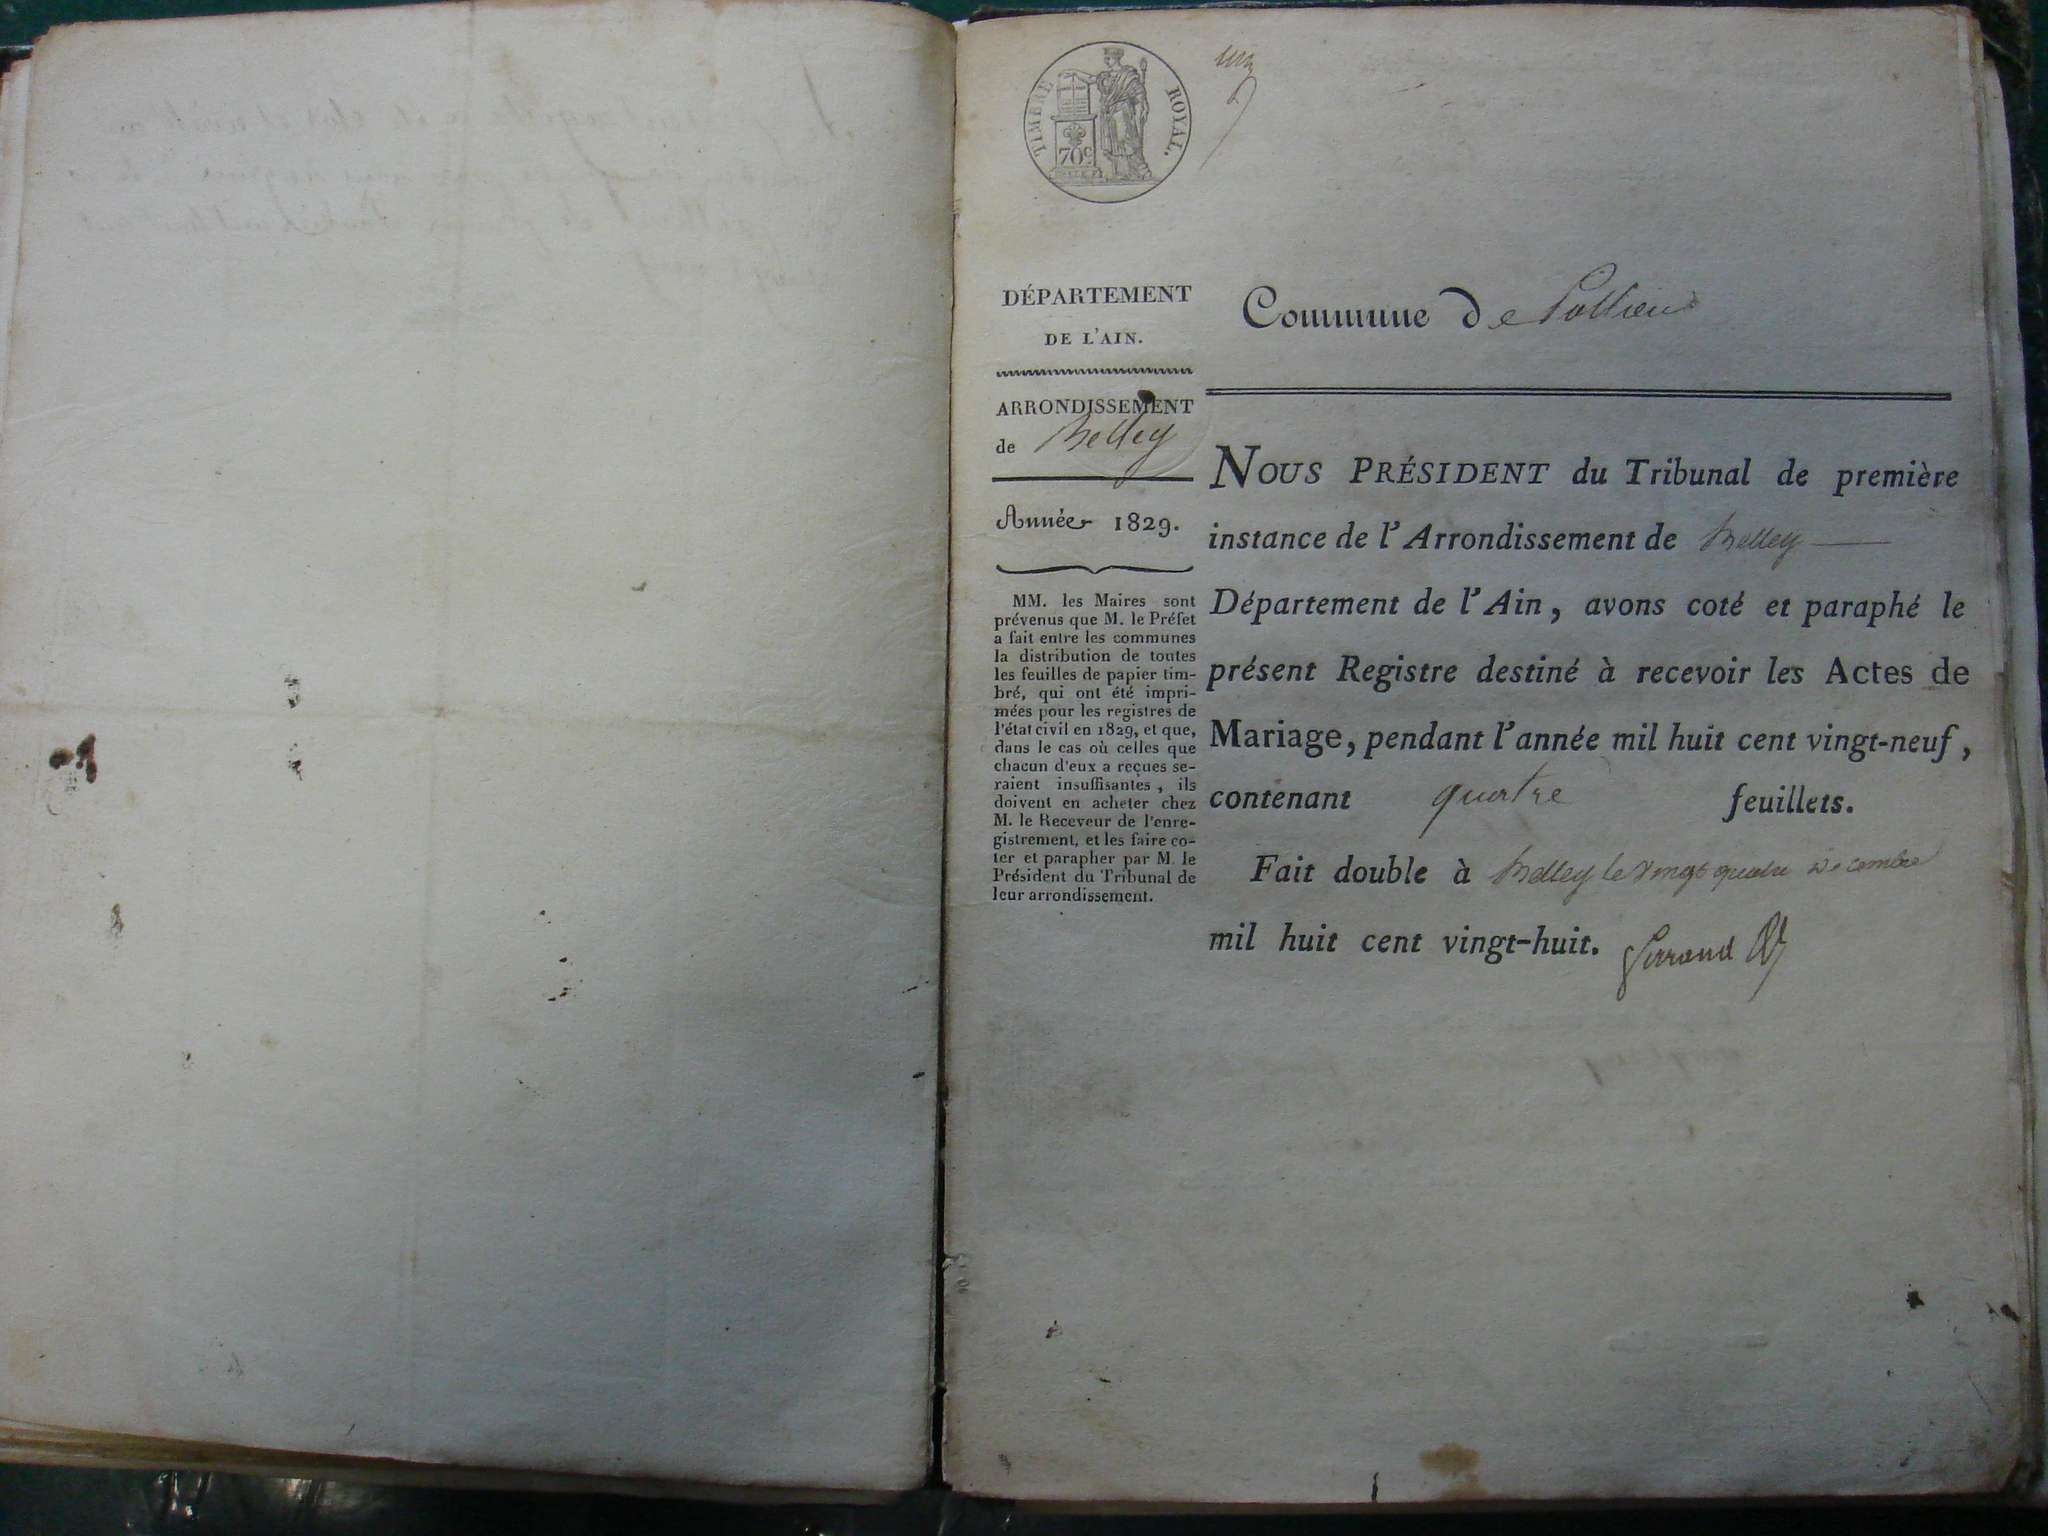 TIMBRE ROYAL.
70c
DÉPARTEMENT
DE L'AIN.
ARRONDISSEMENT
de Belley
Année 1829.
MM. les Maires sont
prévenus que M. le Préfet
a fait entre les communes
la distribution de toutes
les feuilles de papier tim-
bré, qui ont été impri-
mées pour les registres de
l'état civil en 1829, et que,
dans le cas où celles que
chacun d'eux a reçues se-
raient insuffisantes, ils
doivent en acheter chez
M. le Receveur de l'enre-
gistrement, et les faire co-
ter et parapher par M. le
Président du Tribunal de
leur arrondissement.
Commune de Pollieu
NOUS PRÉSIDENT du Tribunal de première
instance de l'Arrondissement de Belley
Département de l'Ain, avons coté et paraphé le
présent Registre destiné à recevoir les Actes de
Mariage, pendant l'année mil huit cent vingt-neuf,
contenant quatre feuillets.
Fait double à Belley le vingt quatre decembre
mil huit cent vingt-huit.